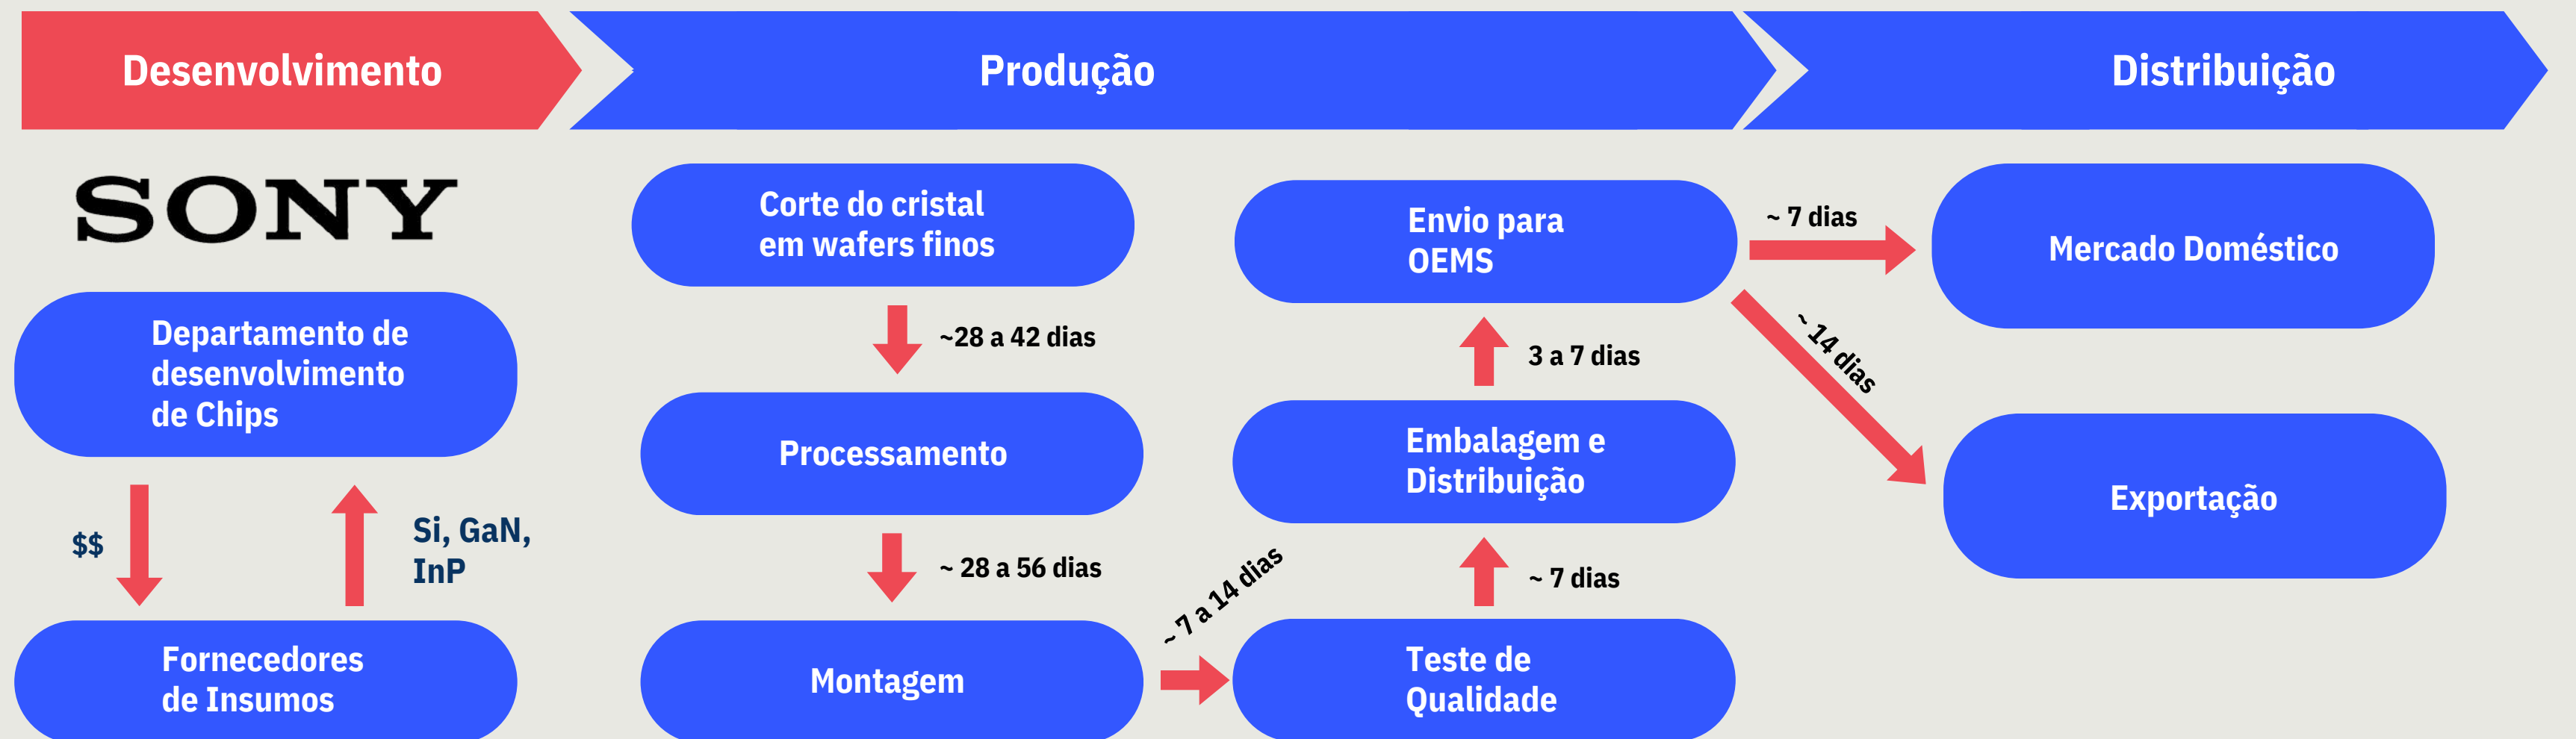 Desenvolvimento
Produção
Distribuição
SONY
Departamento de
desenvolvimento
de Chips
$$
Si, GaN,
InP
Fornecedores
de Insumos
Corte do cristal
em wafers finos
~28 a 42 dias
Processamento
~ 28 a 56 dias
Montagem
~ 7 a 14 dias
Teste de
Qualidade
~ 7 dias
Embalagem e
Distribuição
3 a 7 dias
Envio para
OEMS
~ 7 dias
Mercado Doméstico
~ 14 dias
Exportação